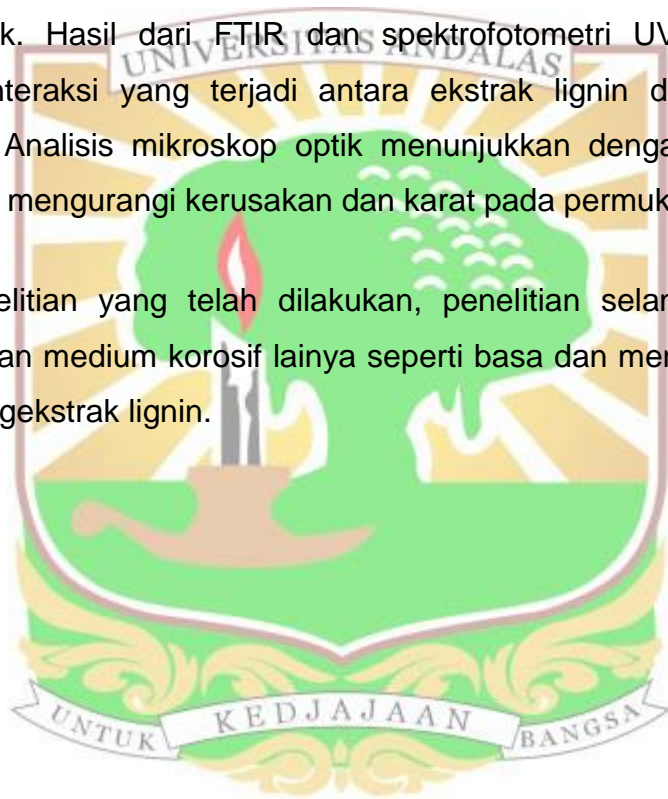 k. Hasil dari FTIR dan spektrofotometri UV
UNIVERSITAS ANDALAS
nteraksi yang terjadi antara ekstrak lignin d
Analisis mikroskop optik menunjukkan denga
mengurangi kerusakan dan karat pada permuk
elitian yang telah dilakukan, penelitian selar
an medium korosif lainya seperti basa dan mer
gekstrak lignin.
UNTUK KEDJAJAAN BANGSA